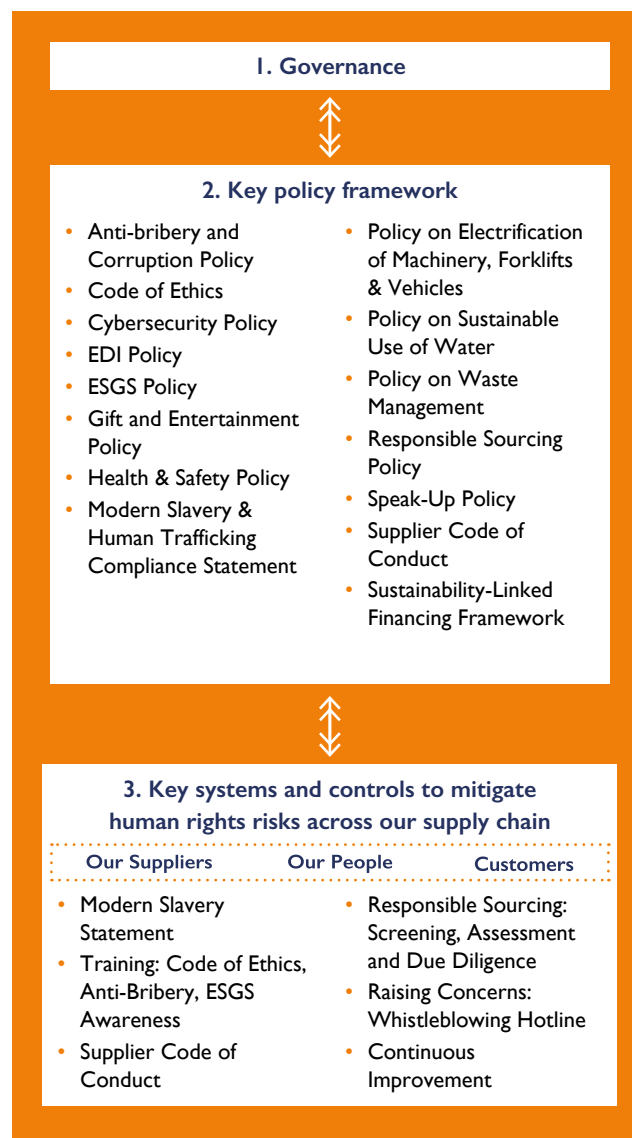 1. Governance
2. Key policy framework
• Anti-bribery and
Corruption Policy
• Code of Ethics
• Cybersecurity Policy
• EDI Policy
• ESGS Policy
• Gift and Entertainment
Policy
• Health & Safety Policy
• Modern Slavery &
Human Trafficking
Compliance Statement
• Policy on Electrification
of Machinery, Forklifts
& Vehicles
• Policy on Sustainable
Use of Water
• Policy on Waste
Management
• Responsible Sourcing
Policy
• Speak-Up Policy
• Supplier Code of
Conduct
• Sustainability-Linked
Financing Framework
3. Key systems and controls to mitigate
human rights risks across our supply chain
Our Suppliers Our People Customers
• Modern Slavery
Statement
• Training: Code of Ethics,
Anti-Bribery, ESGS
Awareness
• Supplier Code of
Conduct
• Responsible Sourcing:
Screening, Assessment
and Due Diligence
• Raising Concerns:
Whistleblowing Hotline
• Continuous
Improvement